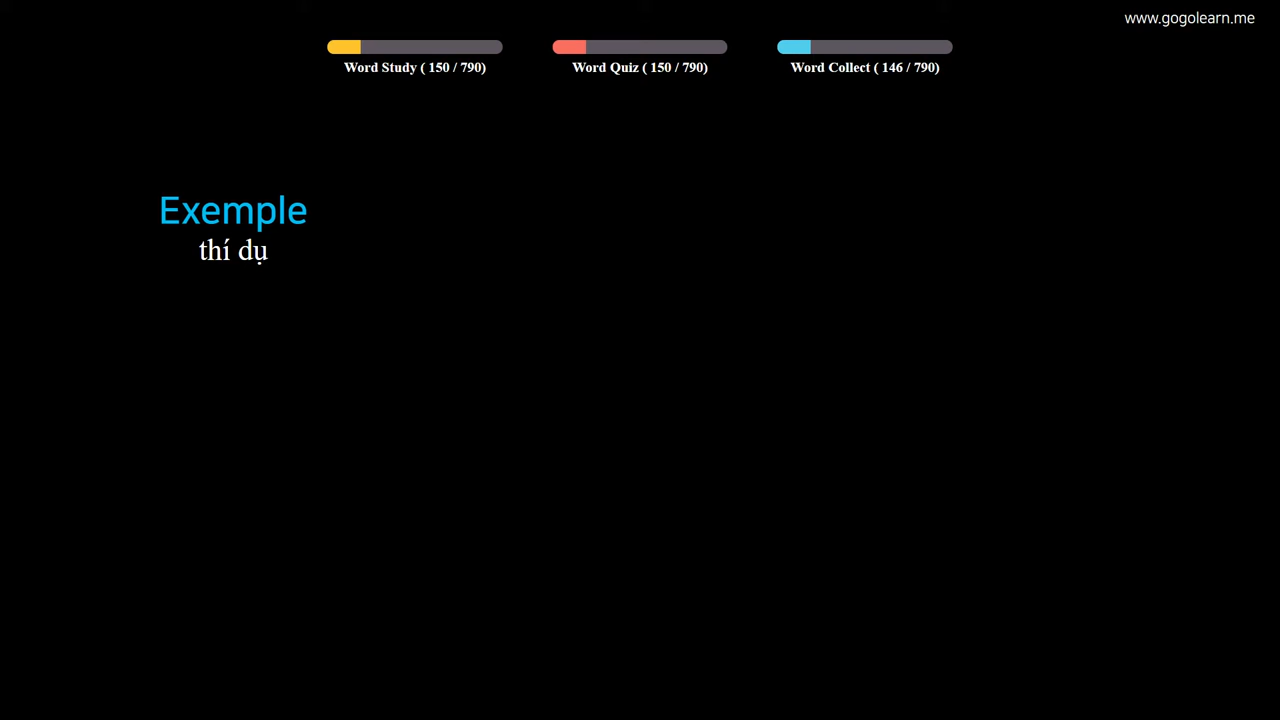 www.gogolearn.me
Word Study ( 150 / 790)
Word Quiz ( 150 / 790)
Word Collect ( 146 / 790)
Exemple
thí dụ